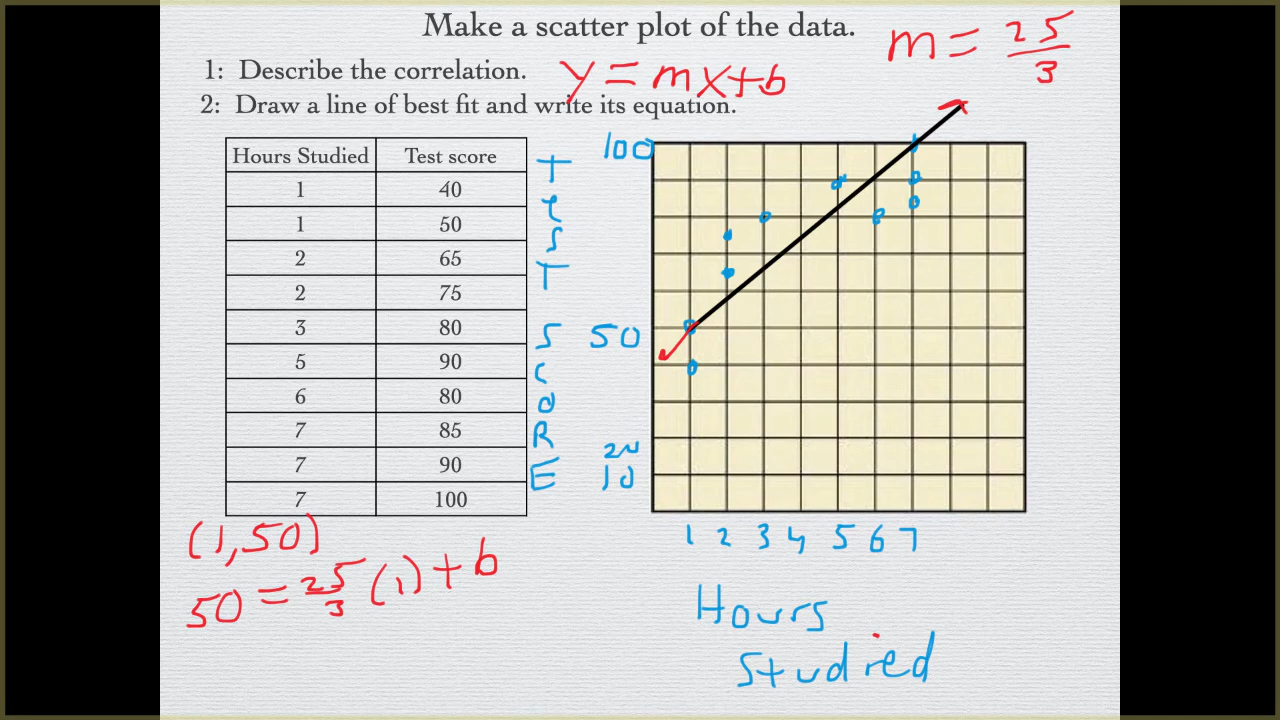 Make a scatter plot of the data.
m = 25/3
1: Describe the correlation.
y = mx+b
2: Draw a line of best fit and write its equation.
Hours Studied Test score
1 40
1 50
2 65
2 75
3 80
5 90
6 80
7 85
7 90
7 100
TeST SCORE
100
50
20
10
1 2 3 4 5 6 7
Hours
Studied
(1,50)
50 = 25/3 (1) + b